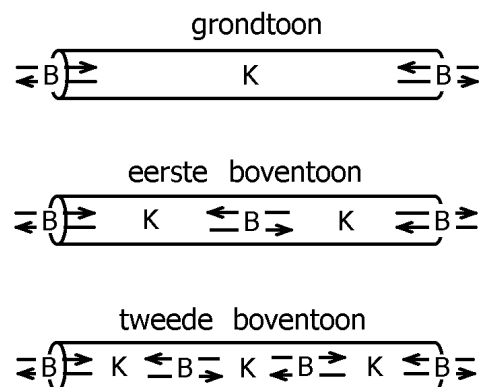 grondtoon
B K B
eerste boventoon
B K B K B
tweede boventoon
B K B K B K B